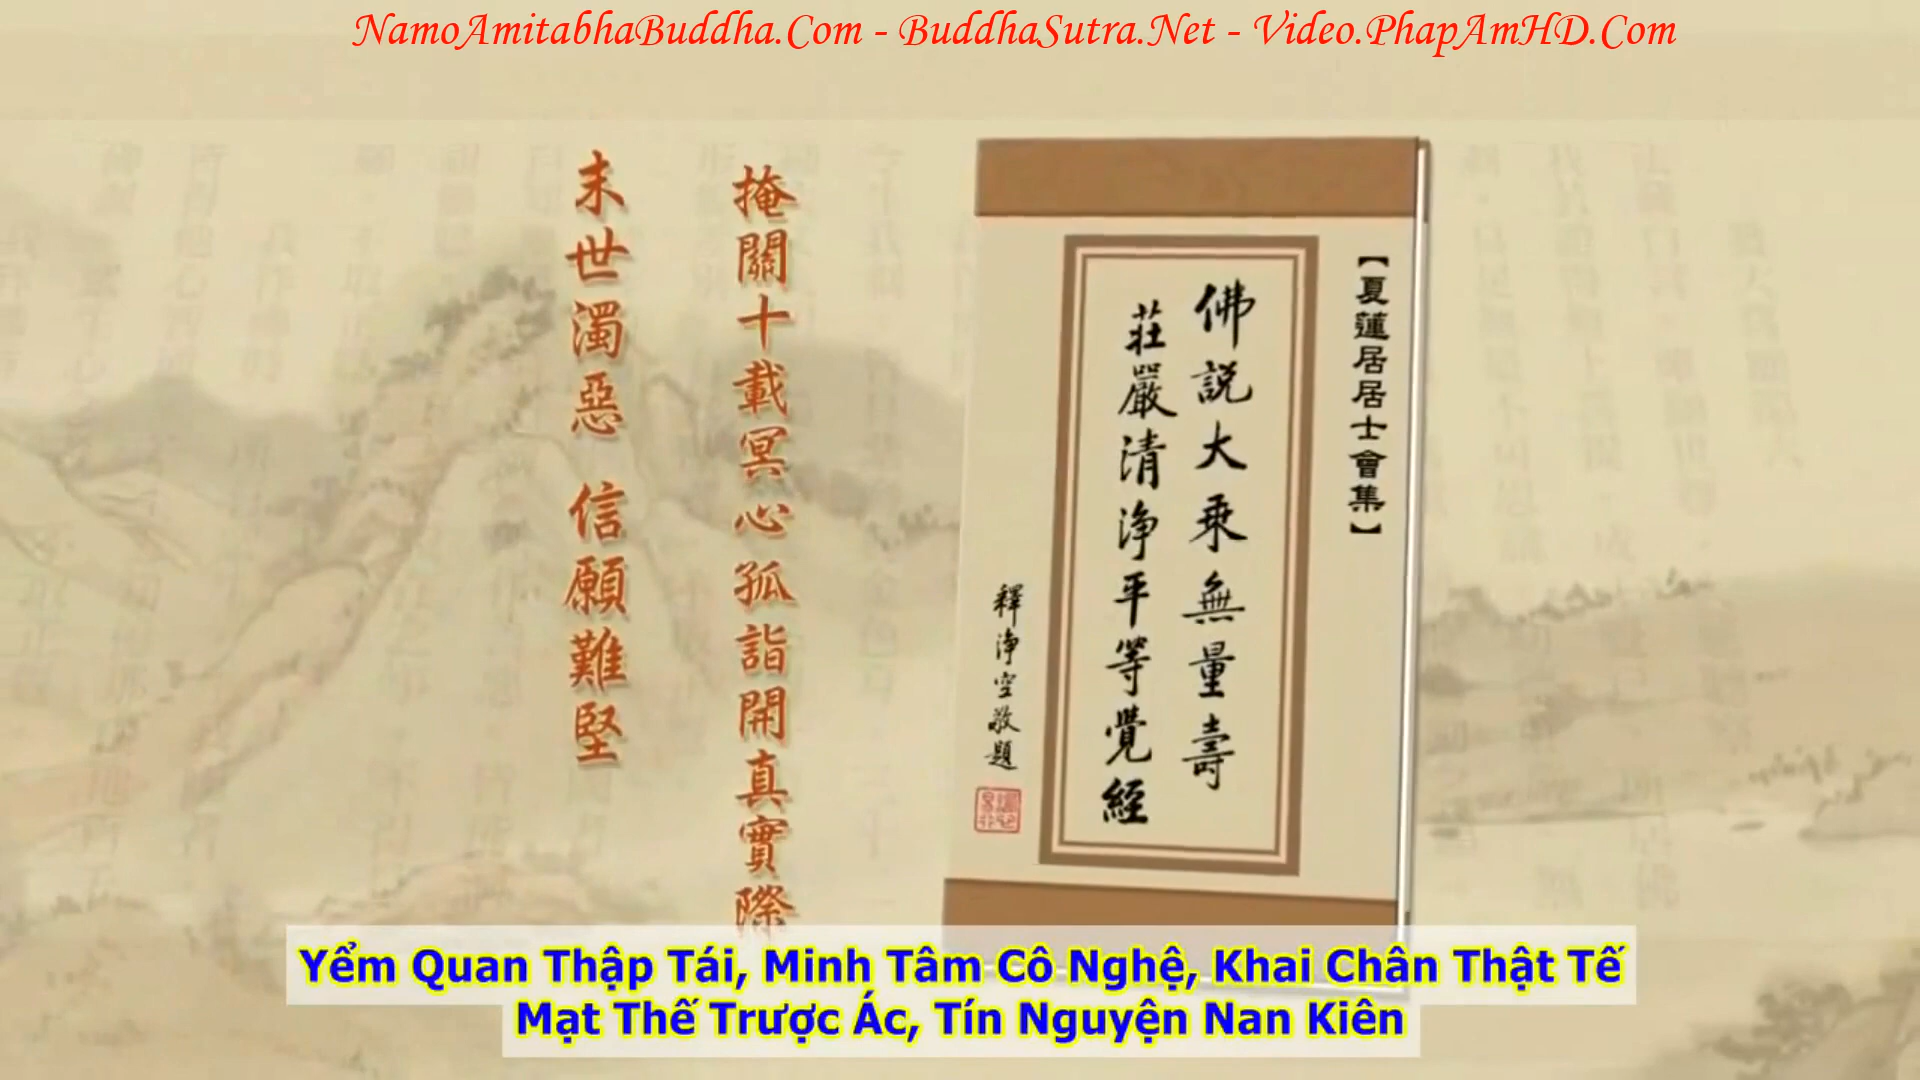 NamoAmitabhaBuddha.Com - BuddhaSutra.Net - Video.PhapAmHD.Com
【夏蓮居居士會集】
佛説大乘無量壽
莊嚴清淨平等覺經
釋淨空敬題
掩關十載冥心孤詣開真實際
末世濁惡 信願難堅
Yểm Quan Thập Tái, Minh Tâm Cô Nghệ, Khai Chân Thật Tế
Mạt Thế Trược Ác, Tín Nguyện Nan Kiên